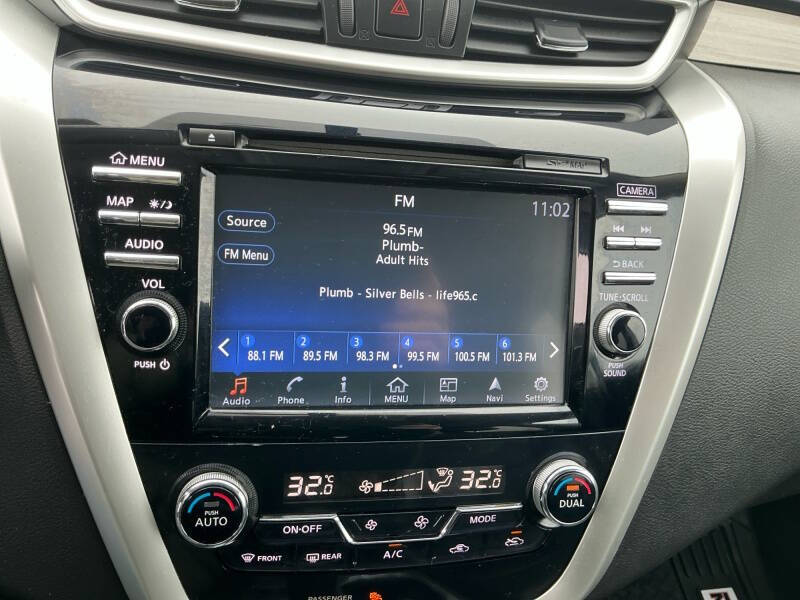 MENU
CAMERA
MAP
AUDIO
VOL
PUSH
FM
11:02
Source
96.5 FM
Plumb-
Adult Hits
FM Menu
Plumb - Silver Bells - life965.c
1 2 3 4 5 6
88.1 FM 89.5 FM 98.3 FM 99.5 FM 100.5 FM 101.3 FM
Audio Phone Info MENU Map Navi Settings
BACK
TUNE·SCROLL
PUSH
SOUND
32.0°C
32.0°C
PUSH
AUTO
PUSH
DUAL
ON·OFF
MODE
FRONT
REAR
A/C
PASSENGER